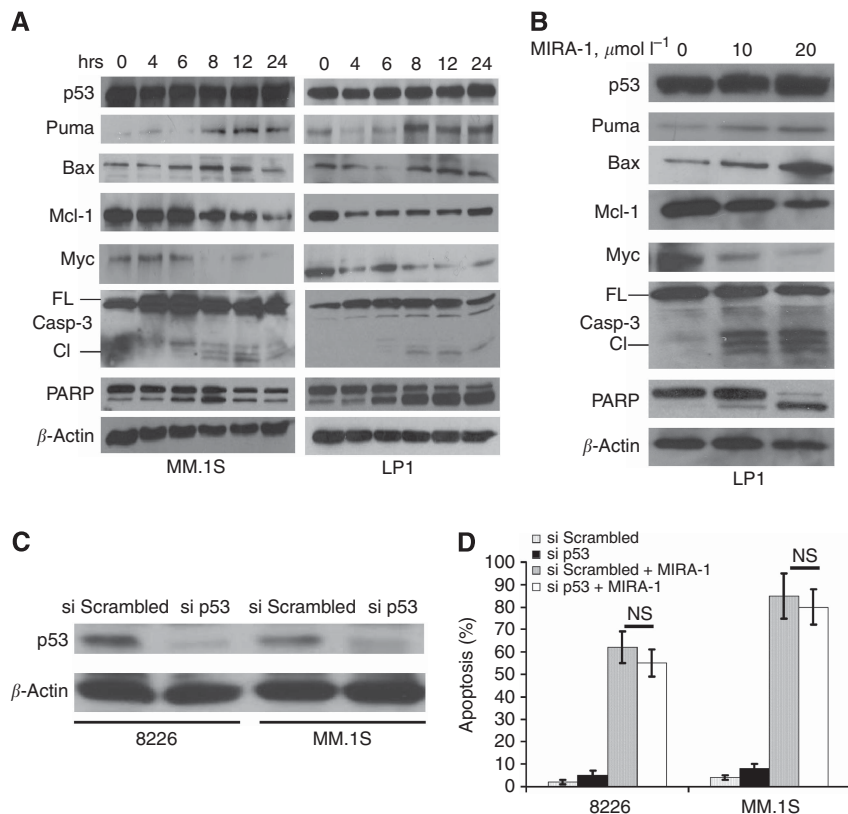 A
hrs 0 4 6 8 12 24 0 4 6 8 12 24
p53
Puma
Bax
Mcl-1
Myc
FL
Casp-3
Cl
PARP
β-Actin
MM.1S LP1
B
MIRA-1, μmol l⁻¹ 0 10 20
p53
Puma
Bax
Mcl-1
Myc
FL
Casp-3
Cl
PARP
β-Actin
LP1
C
si Scrambled si p53 si Scrambled si p53
p53
β-Actin
8226 MM.1S
D
si Scrambled
si p53
si Scrambled + MIRA-1
si p53 + MIRA-1
NS
NS
Apoptosis (%)
100
90
80
70
60
50
40
30
20
10
0
8226 MM.1S